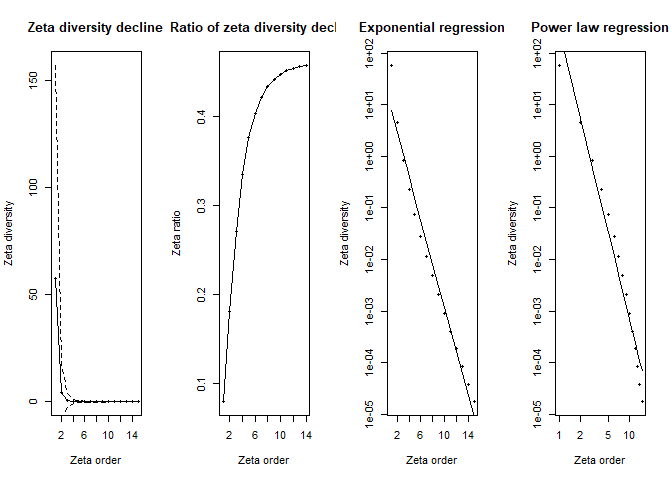 Zeta diversity decline
Zeta diversity
0
50
100
150
2
6
10
14
Zeta order
Ratio of zeta diversity decl
Zeta ratio
0.1
0.2
0.3
0.4
2
6
10
14
Zeta order
Exponential regression
Zeta diversity
1e-05
1e-04
1e-03
1e-02
1e-01
1e+00
1e+01
1e+02
2
6
10
14
Zeta order
Power law regression
Zeta diversity
1e-05
1e-04
1e-03
1e-02
1e-01
1e+00
1e+01
1e+02
1
2
5
10
Zeta order